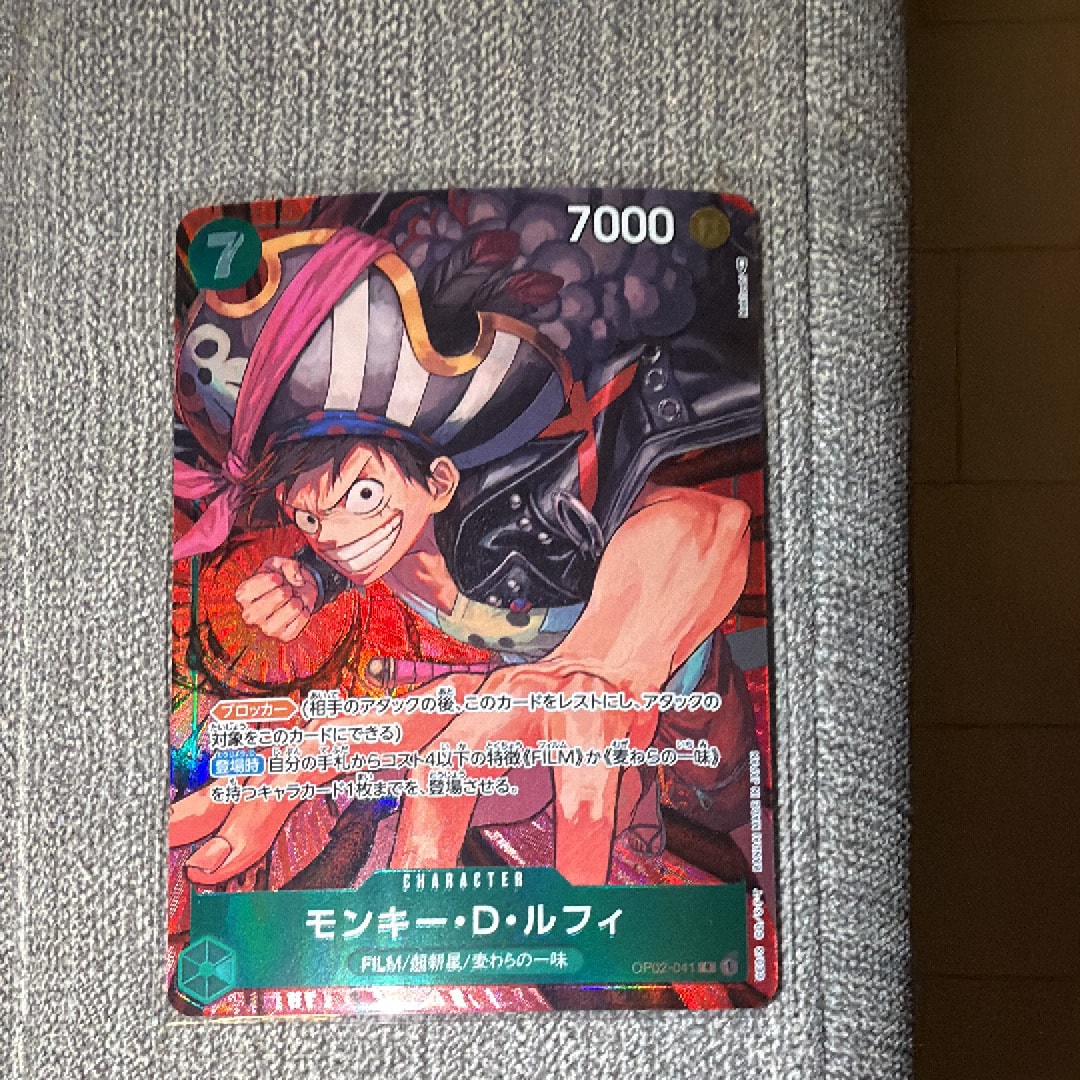 7
7000
ブロッカー (相手のアタックの後、このカードをレストにし、アタックの
対象をこのカードにできる)
登場時 自分の手札からコスト4以下の特徴《FILM》か《麦わらの一味》
を持つキャラカード1枚までを、登場させる。
CHARACTER
モンキー・D・ルフィ
FILM/超新星/麦わらの一味
OP02-041 1